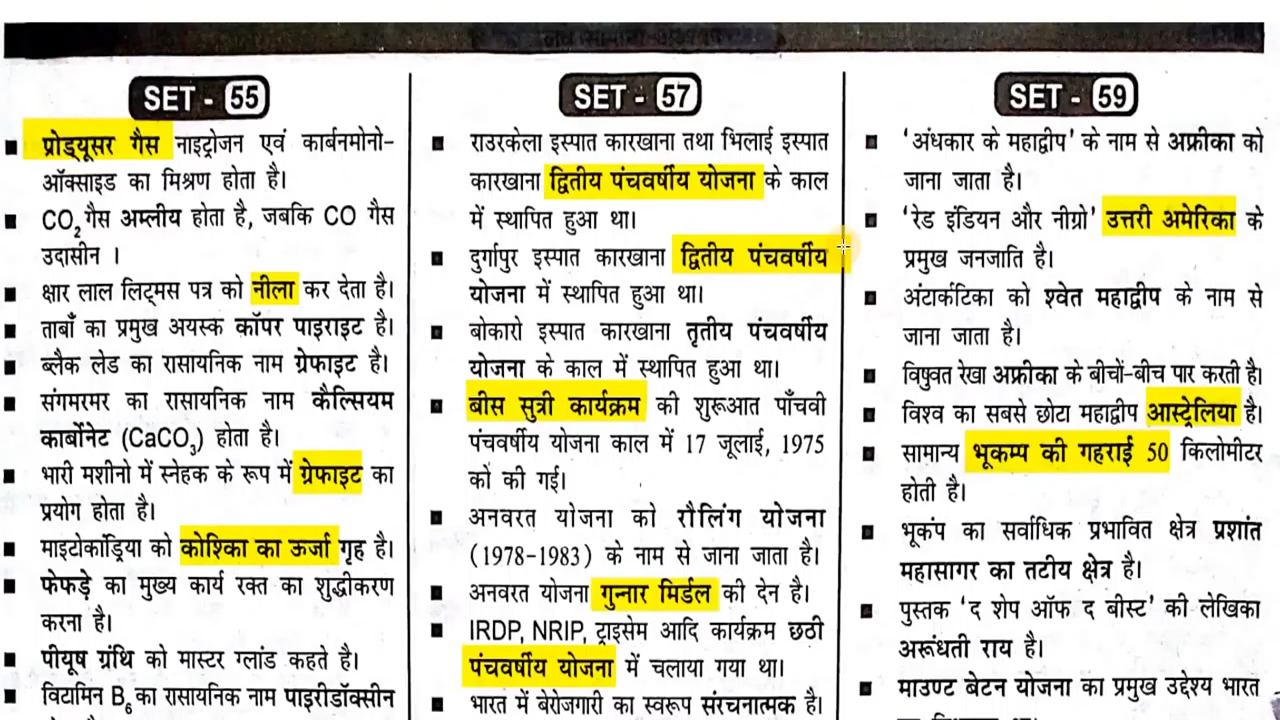 SET - 55
प्रोड्यूसर गैस नाइट्रोजन एवं कार्बनमोनो-
ऑक्साइड का मिश्रण होता है।
CO₂ गैस अम्लीय होता है, जबकि CO गैस
उदासीन ।
क्षार लाल लिट्मस पत्र को नीला कर देता है।
ताबाँ का प्रमुख अयस्क कॉपर पाइराइट है।
ब्लैक लेड का रासायनिक नाम ग्रेफाइट है।
संगमरमर का रासायनिक नाम कैल्सियम
कार्बोनेट (CaCO₃) होता है।
भारी मशीनो में स्नेहक के रूप में ग्रेफाइट का
प्रयोग होता है।
माइटोकाँड्रिया को कोश्किा का ऊर्जा गृह है।
फेफड़े का मुख्य कार्य रक्त का शुद्धीकरण
करना है।
पीयूष ग्रंथि को मास्टर ग्लांड कहते है।
विटामिन B₆ का रासायनिक नाम पाइरीडॉक्सीन
SET - 57
राउरकेला इस्पात कारखाना तथा भिलाई इस्पात
कारखाना द्वितीय पंचवर्षीय योजना के काल
में स्थापित हुआ था।
दुर्गापुर इस्पात कारखाना द्वितीय पंचवर्षीय
योजना में स्थापित हुआ था।
बोकारो इस्पात कारखाना तृतीय पंचवर्षीय
योजना के काल में स्थापित हुआ था।
बीस सुत्री कार्यक्रम की शुरूआत पाँचवी
पंचवर्षीय योजना काल में 17 जूलाई, 1975
को की गई।
अनवरत योजना को रौलिंग योजना
(1978-1983) के नाम से जाना जाता है।
अनवरत योजना गुन्नार मिर्डल की देन है।
IRDP, NRIP, ट्राइसेम आदि कार्यक्रम छठी
पंचवर्षीय योजना में चलाया गया था।
भारत में बेरोजगारी का स्वरूप संरचनात्मक है।
SET - 59
'अंधकार के महाद्वीप' के नाम से अफ्रीका को
जाना जाता है।
'रेड इंडियन और नीग्रो' उत्तरी अमेरिका के
प्रमुख जनजाति है।
अंटार्कटिका को श्वेत महाद्वीप के नाम से
जाना जाता है।
विषुवत रेखा अफ्रीका के बीचों-बीच पार करती है।
विश्व का सबसे छोटा महाद्वीप आस्ट्रेलिया है।
सामान्य भूकम्प की गहराई 50 किलोमीटर
होती है।
भूकंप का सर्वाधिक प्रभावित क्षेत्र प्रशांत
महासागर का तटीय क्षेत्र है।
पुस्तक 'द शेप ऑफ द बीस्ट' की लेखिका
अरूंधती राय है।
माउण्ट बेटन योजना का प्रमुख उद्देश्य भारत